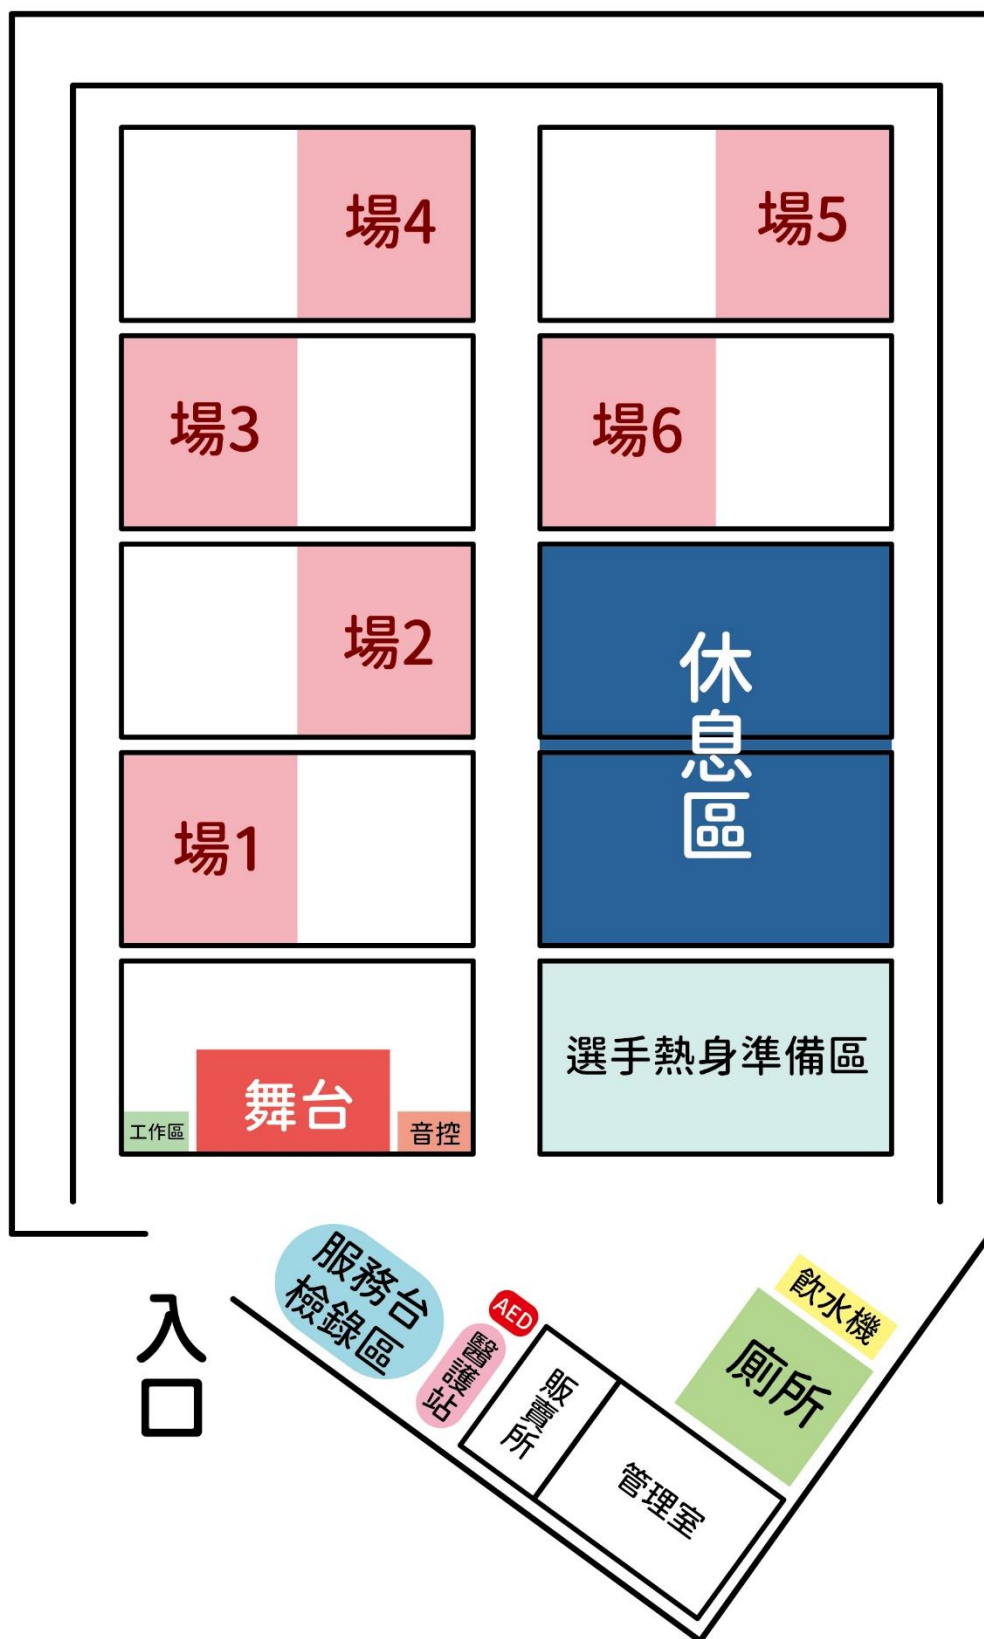 場4
場5
場3
場6
場2
休息區
場1
選手熱身準備區
舞台
工作區
音控
服務台
檢錄區
入口
AED
醫護站
飲水機
廁所
販賣所
管理室